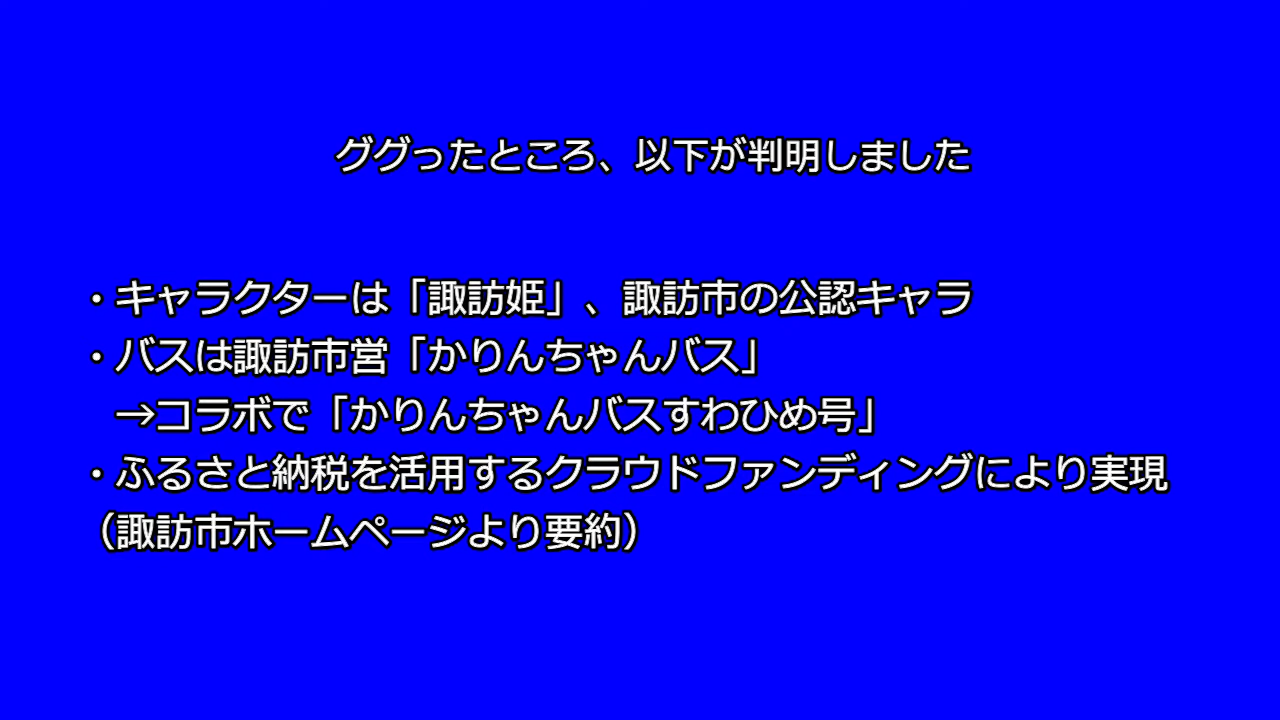 ググったところ、以下が判明しました
・キャラクターは「諏訪姫」、諏訪市の公認キャラ
・バスは諏訪市営「かりんちゃんバス」
→コラボで「かりんちゃんバスすわひめ号」
・ふるさと納税を活用するクラウドファンディングにより実現
（諏訪市ホームページより要約）